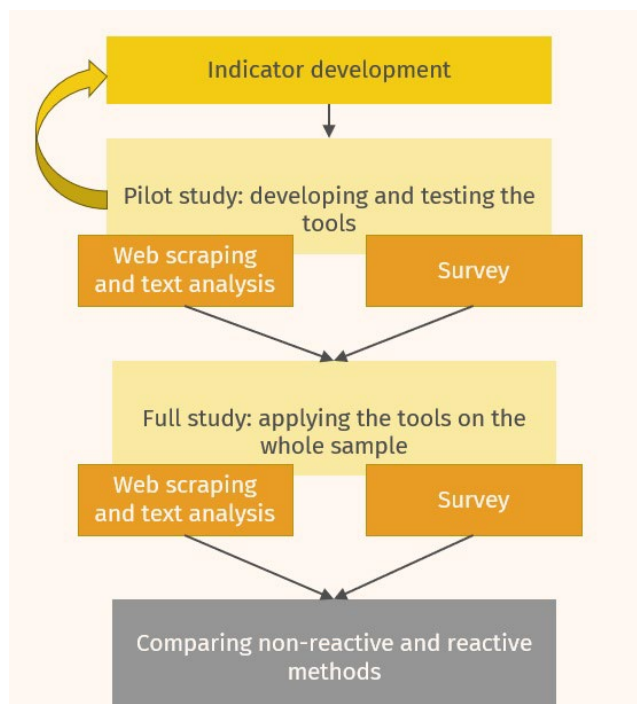 Indicator development
Pilot study: developing and testing the
tools
Web scraping
and text analysis
Survey
Full study: applying the tools on the
whole sample
Web scraping
and text analysis
Survey
Comparing non-reactive and reactive
methods